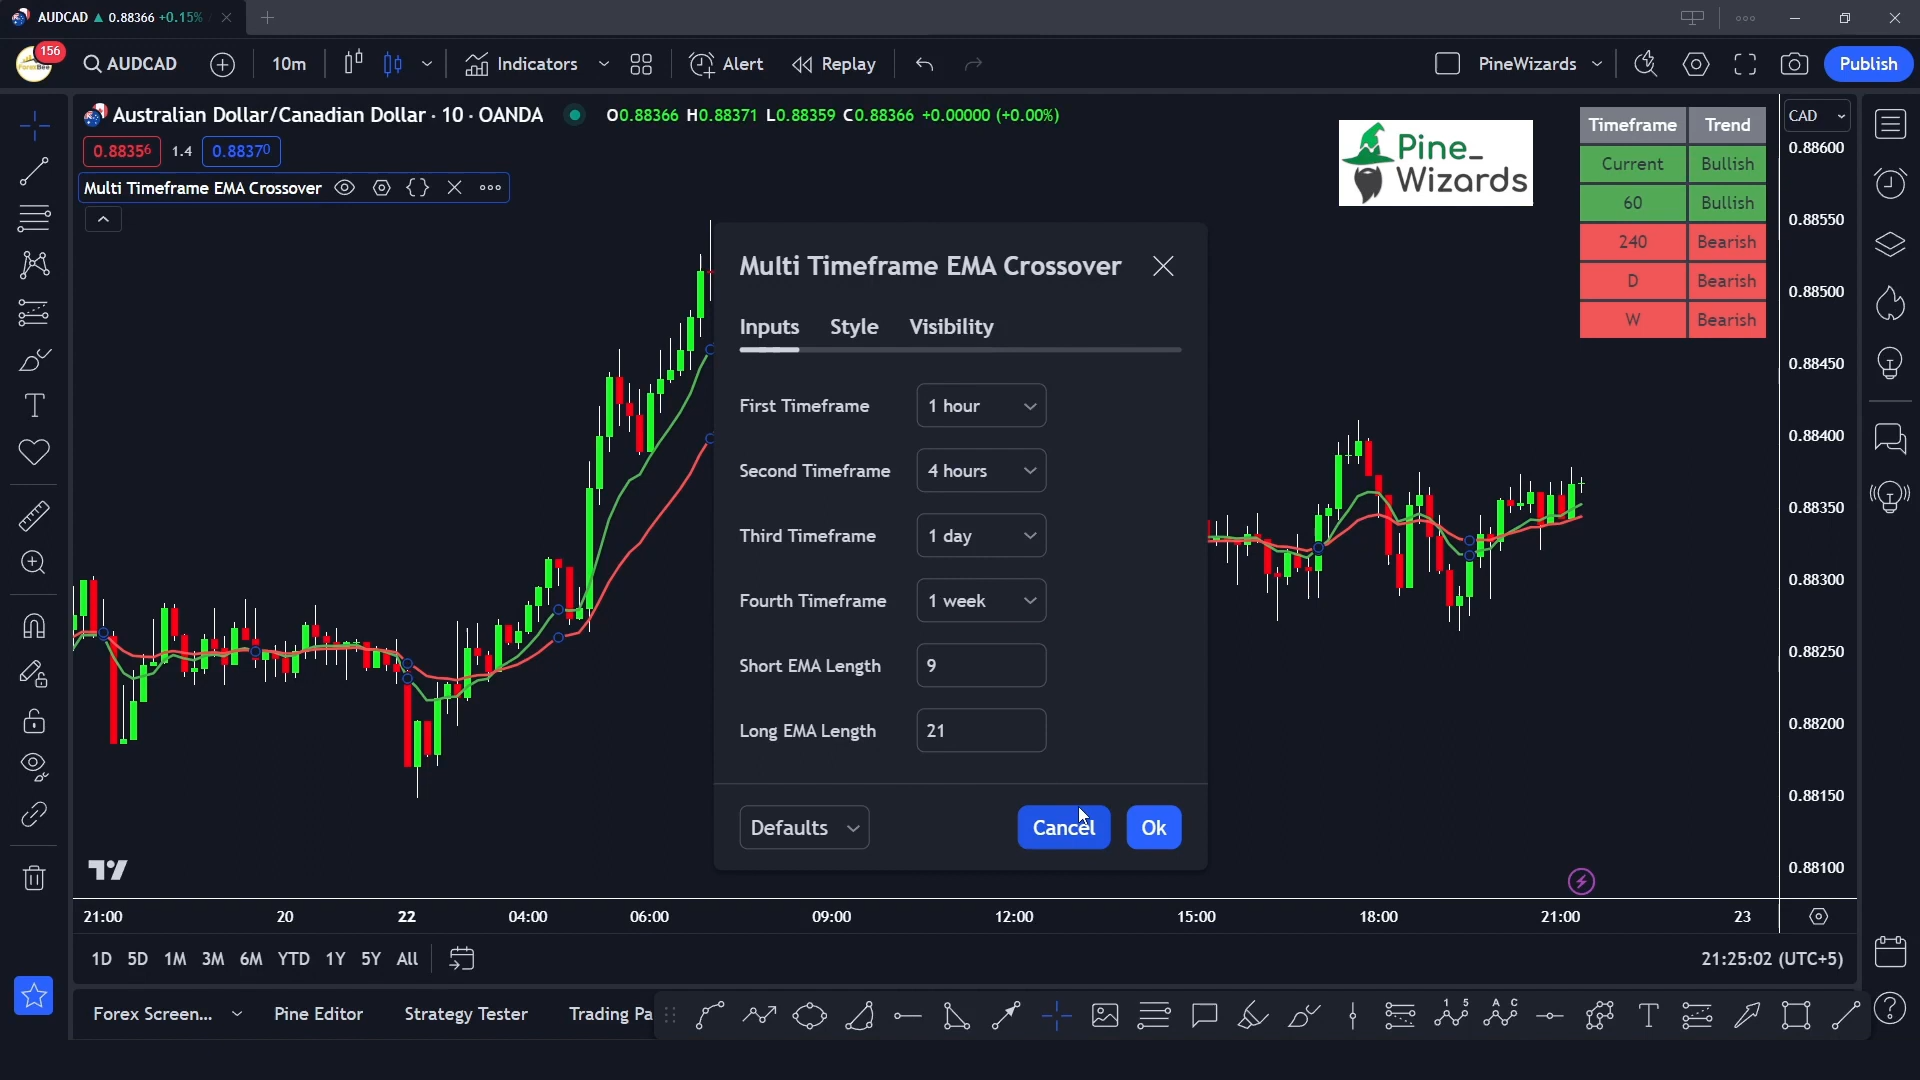 AUDCAD ▲ 0.88366 +0.15%
156
AUDCAD
10m
Indicators
Alert
Replay
PineWizards
Publish
Australian Dollar/Canadian Dollar · 10 · OANDA
O0.88366 H0.88371 L0.88359 C0.88366 +0.00000 (+0.00%)
0.88356
1.4
0.88370
Multi Timeframe EMA Crossover
Pine_
Wizards
Timeframe Trend
Current Bullish
60 Bullish
240 Bearish
D Bearish
W Bearish
CAD
0.88600
0.88550
0.88500
0.88450
0.88400
0.88350
0.88300
0.88250
0.88200
0.88150
0.88100
Multi Timeframe EMA Crossover
Inputs Style Visibility
First Timeframe 1 hour
Second Timeframe 4 hours
Third Timeframe 1 day
Fourth Timeframe 1 week
Short EMA Length 9
Long EMA Length 21
Defaults
Cancel
Ok
21:00 20 22 04:00 06:00 09:00 12:00 15:00 18:00 21:00 23
1D 5D 1M 3M 6M YTD 1Y 5Y All
21:25:02 (UTC+5)
Forex Screen... Pine Editor Strategy Tester Trading Pa